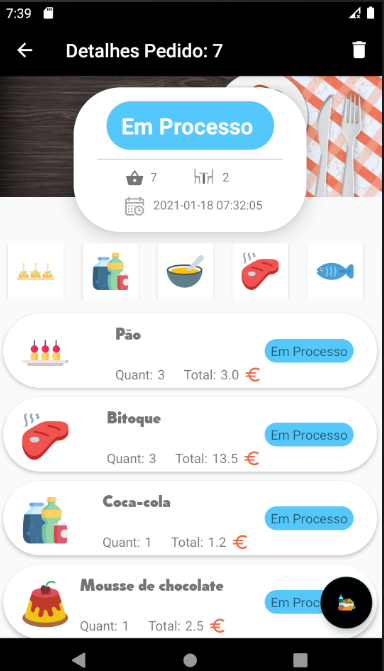 7:39
Detalhes Pedido: 7
Em Processo
7 2
2021-01-18 07:32:05
Pão
Em Processo
Quant: 3 Total: 3.0 €
Bitoque
Em Processo
Quant: 3 Total: 13.5 €
Coca-cola
Em Processo
Quant: 1 Total: 1.2 €
Mousse de chocolate
Em
Quant: 1 Total: 2.5 €